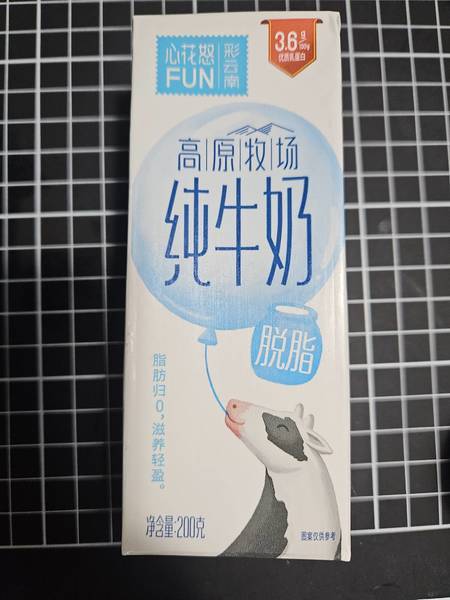 心花怒
FUN
彩云南
3.6g/100g
优质乳蛋白
高原牧场
纯牛奶
脱脂
脂肪归0，滋养轻盈。
净含量:200克
图案仅供参考